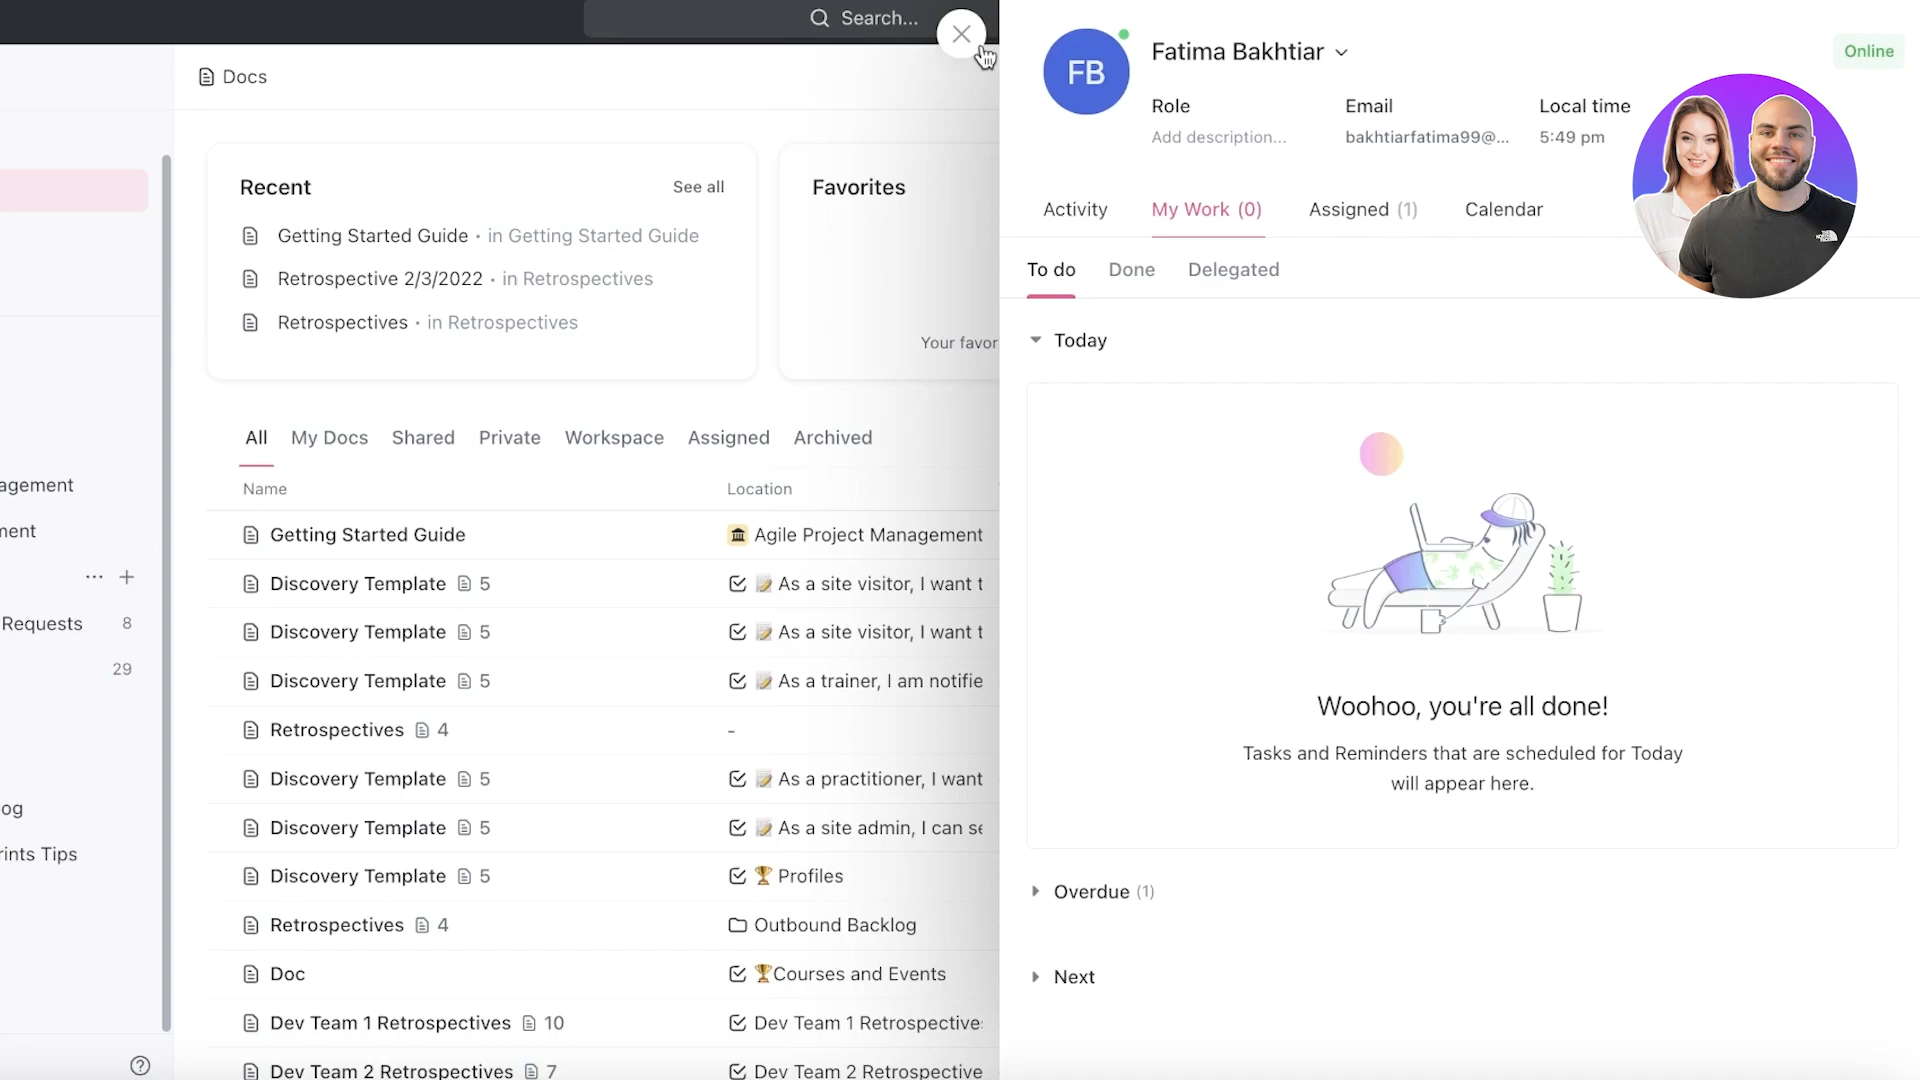 Search...
Docs
Recent
See all
Getting Started Guide • in Getting Started Guide
Retrospective 2/3/2022 • in Retrospectives
Retrospectives • in Retrospectives
Favorites
Your favor
All My Docs Shared Private Workspace Assigned Archived
Name Location
Getting Started Guide Agile Project Management
Discovery Template 5 As a site visitor, I want t
Discovery Template 5 As a site visitor, I want t
Discovery Template 5 As a trainer, I am notifie
Retrospectives 4 -
Discovery Template 5 As a practitioner, I want
Discovery Template 5 As a site admin, I can se
Discovery Template 5 Profiles
Retrospectives 4 Outbound Backlog
Doc Courses and Events
Dev Team 1 Retrospectives 10 Dev Team 1 Retrospective
Dev Team 2 Retrospectives 7 Dev Team 2 Retrospective
agement
ment
Requests 8
29
og
rints Tips
FB
Fatima Bakhtiar
Online
Role Email Local time
Add description... bakhtiarfatima99@... 5:49 pm
Activity My Work (0) Assigned (1) Calendar
To do Done Delegated
Today
Woohoo, you're all done!
Tasks and Reminders that are scheduled for Today
will appear here.
Overdue (1)
Next